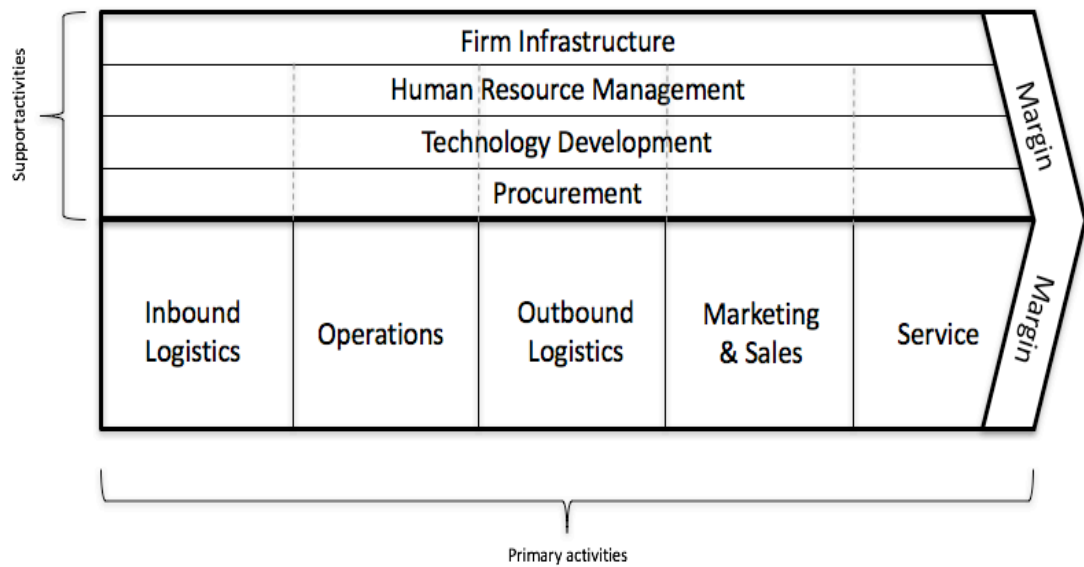 Supportactivities
Firm Infrastructure
Human Resource Management
Technology Development
Procurement
Margin
Inbound
Logistics
Operations
Outbound
Logistics
Marketing
& Sales
Service
Margin
Primary activities